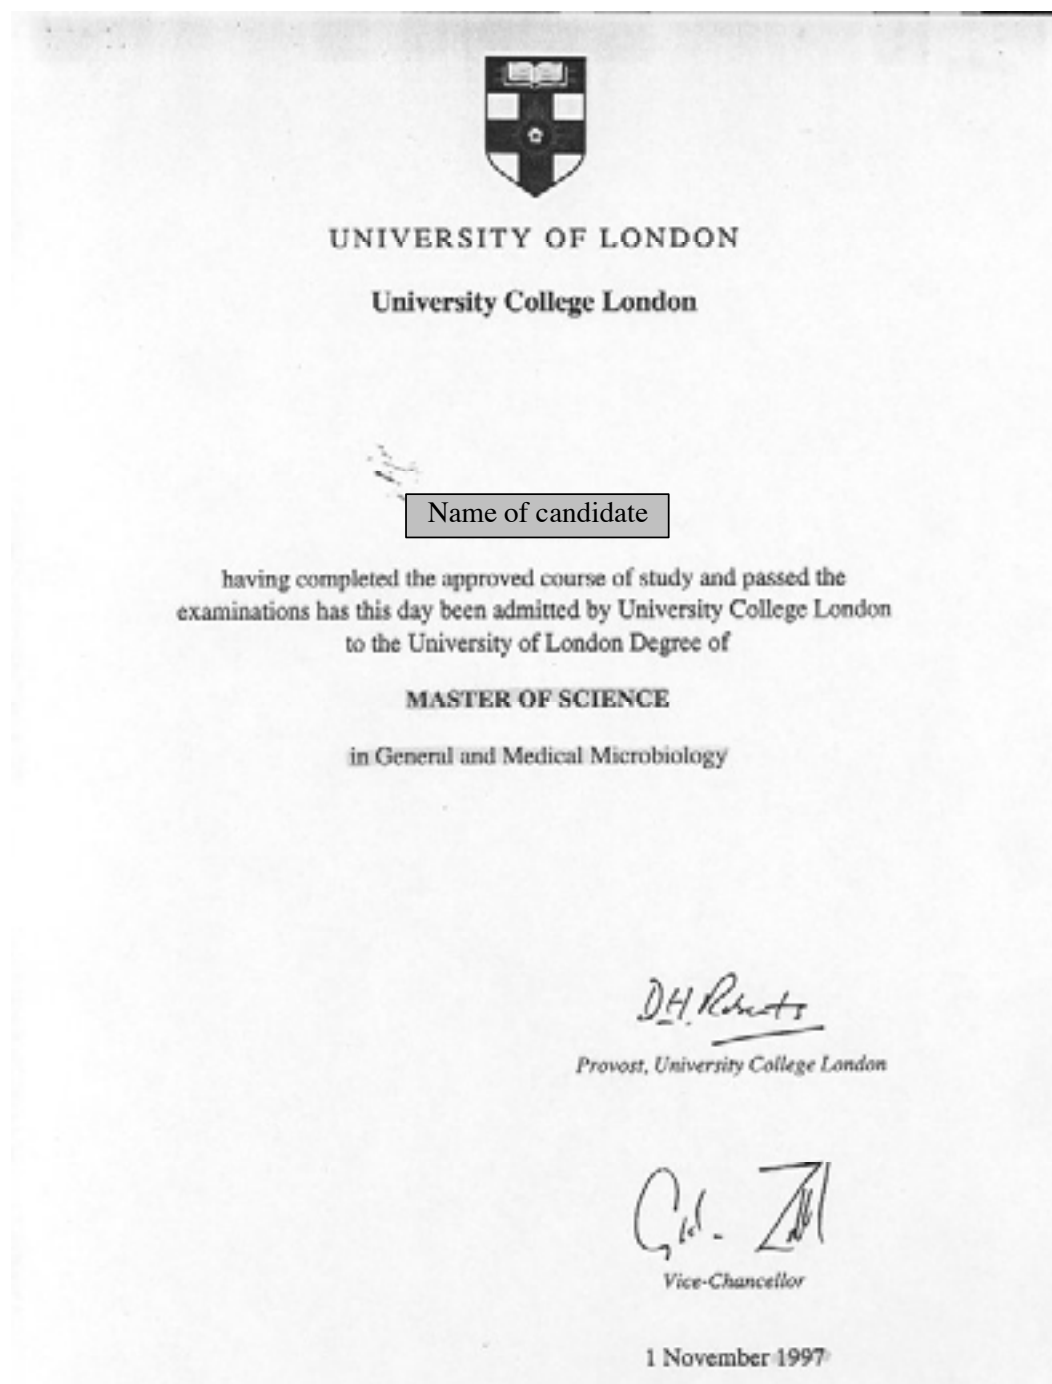 UNIVERSITY OF LONDON
University College London
Name of candidate
having completed the approved course of study and passed the
examinations has this day been admitted by University College London
to the University of London Degree of
MASTER OF SCIENCE
in General and Medical Microbiology
D.H. Roberts
Provost, University College London
Vice-Chancellor
1 November 1997